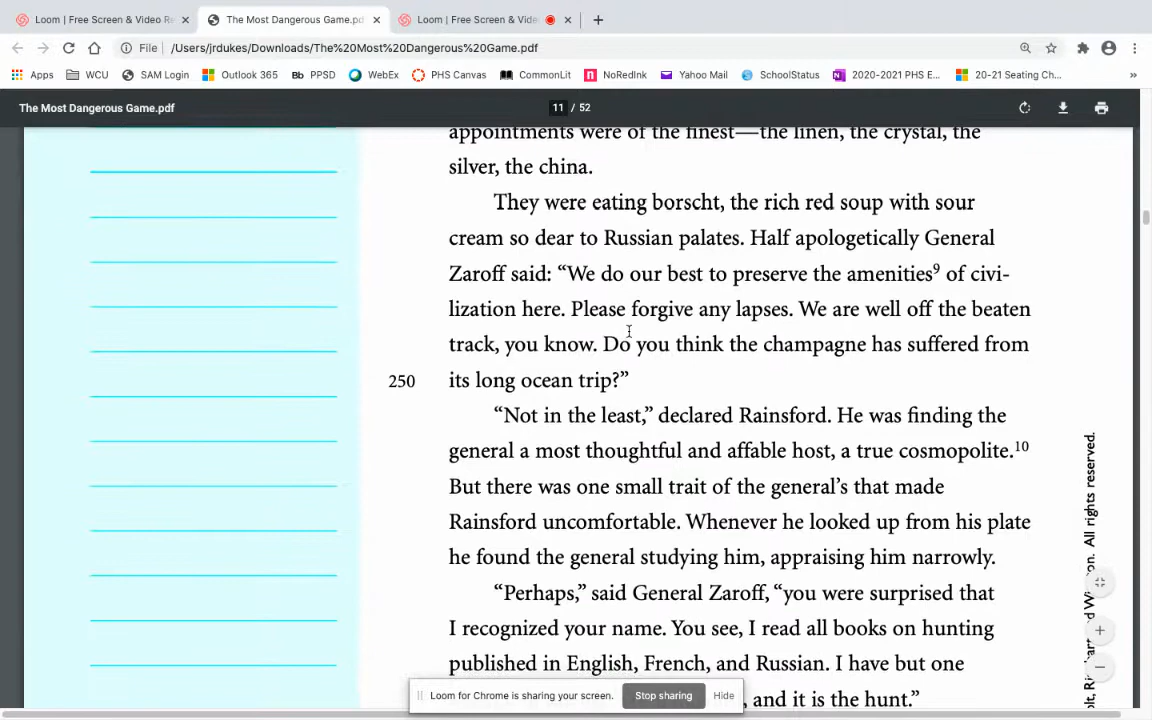 Loom | Free Screen & Video Re
The Most Dangerous Game.pd
Loom | Free Screen & Vide
File
/Users/jrdukes/Downloads/The%20Most%20Dangerous%20Game.pdf
Apps
WCU
SAM Login
Outlook 365
Bb PPSD
WebEx
PHS Canvas
CommonLit
NoRedInk
Yahoo Mail
SchoolStatus
2020-2021 PHS E...
20-21 Seating Ch...
The Most Dangerous Game.pdf
11 / 52
appointments were of the finest—the linen, the crystal, the
silver, the china.
They were eating borscht, the rich red soup with sour
cream so dear to Russian palates. Half apologetically General
Zaroff said: “We do our best to preserve the amenities9 of civi-
lization here. Please forgive any lapses. We are well off the beaten
track, you know. Do you think the champagne has suffered from
250 its long ocean trip?”
“Not in the least,” declared Rainsford. He was finding the
general a most thoughtful and affable host, a true cosmopolite.10
But there was one small trait of the general’s that made
Rainsford uncomfortable. Whenever he looked up from his plate
he found the general studying him, appraising him narrowly.
“Perhaps,” said General Zaroff, “you were surprised that
I recognized your name. You see, I read all books on hunting
published in English, French, and Russian. I have but one
, and it is the hunt.”
on. All rights reserved.
Loom for Chrome is sharing your screen.
Stop sharing
Hide